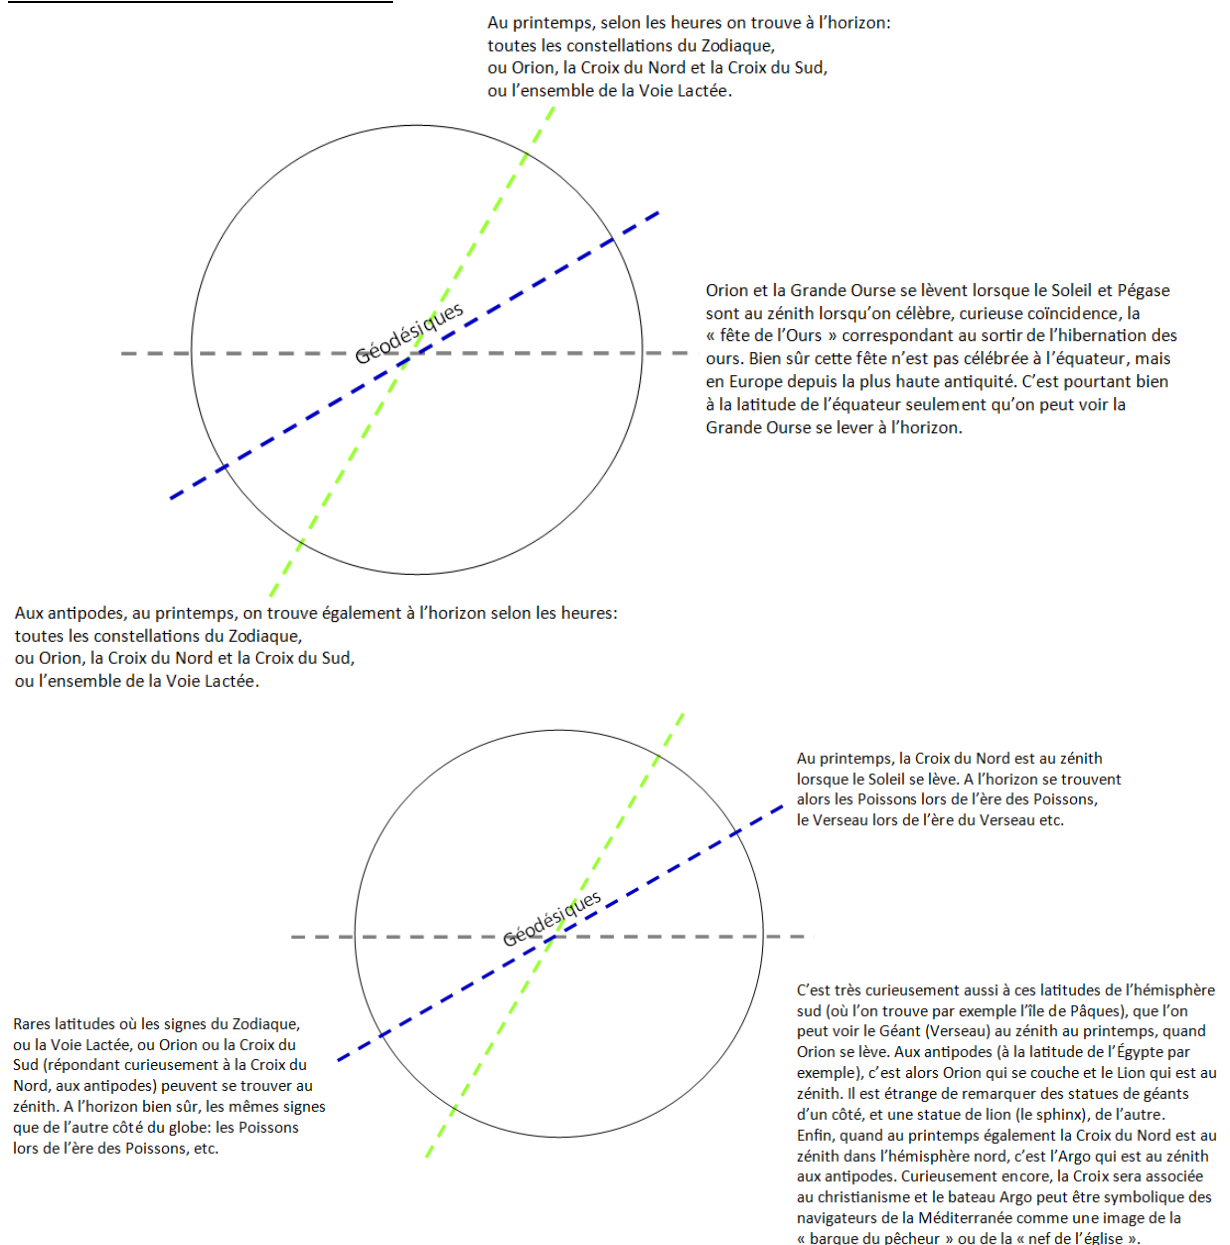 Au printemps, selon les heures on trouve à l’horizon:
toutes les constellations du Zodiaque,
ou Orion, la Croix du Nord et la Croix du Sud,
ou l’ensemble de la Voie Lactée.
Géodésiques
Orion et la Grande Ourse se lèvent lorsque le Soleil et Pégase
sont au zénith lorsqu’on célèbre, curieuse coïncidence, la
« fête de l’Ours » correspondant au sortir de l’hibernation des
ours. Bien sûr cette fête n’est pas célébrée à l’équateur, mais
en Europe depuis la plus haute antiquité. C’est pourtant bien
à la latitude de l’équateur seulement qu’on peut voir la
Grande Ourse se lever à l’horizon.
Aux antipodes, au printemps, on trouve également à l’horizon selon les heures:
toutes les constellations du Zodiaque,
ou Orion, la Croix du Nord et la Croix du Sud,
ou l’ensemble de la Voie Lactée.
Au printemps, la Croix du Nord est au zénith
lorsque le Soleil se lève. A l’horizon se trouvent
alors les Poissons lors de l’ère des Poissons,
le Verseau lors de l’ère du Verseau etc.
Géodésiques
Rares latitudes où les signes du Zodiaque,
ou la Voie Lactée, ou Orion ou la Croix du
Sud (répondant curieusement à la Croix du
Nord, aux antipodes) peuvent se trouver au
zénith. A l’horizon bien sûr, les mêmes signes
que de l’autre côté du globe: les Poissons
lors de l’ère des Poissons, etc.
C’est très curieusement aussi à ces latitudes de l’hémisphère
sud (où l’on trouve par exemple l’île de Pâques), que l’on
peut voir le Géant (Verseau) au zénith au printemps, quand
Orion se lève. Aux antipodes (à la latitude de l’Égypte par
exemple), c’est alors Orion qui se couche et le Lion qui est au
zénith. Il est étrange de remarquer des statues de géants
d’un côté, et une statue de lion (le sphinx), de l’autre.
Enfin, quand au printemps également la Croix du Nord est au
zénith dans l’hémisphère nord, c’est l’Argo qui est au zénith
aux antipodes. Curieusement encore, la Croix sera associée
au christianisme et le bateau Argo peut être symbolique des
navigateurs de la Méditerranée comme une image de la
« barque du pêcheur » ou de la « nef de l’église ».